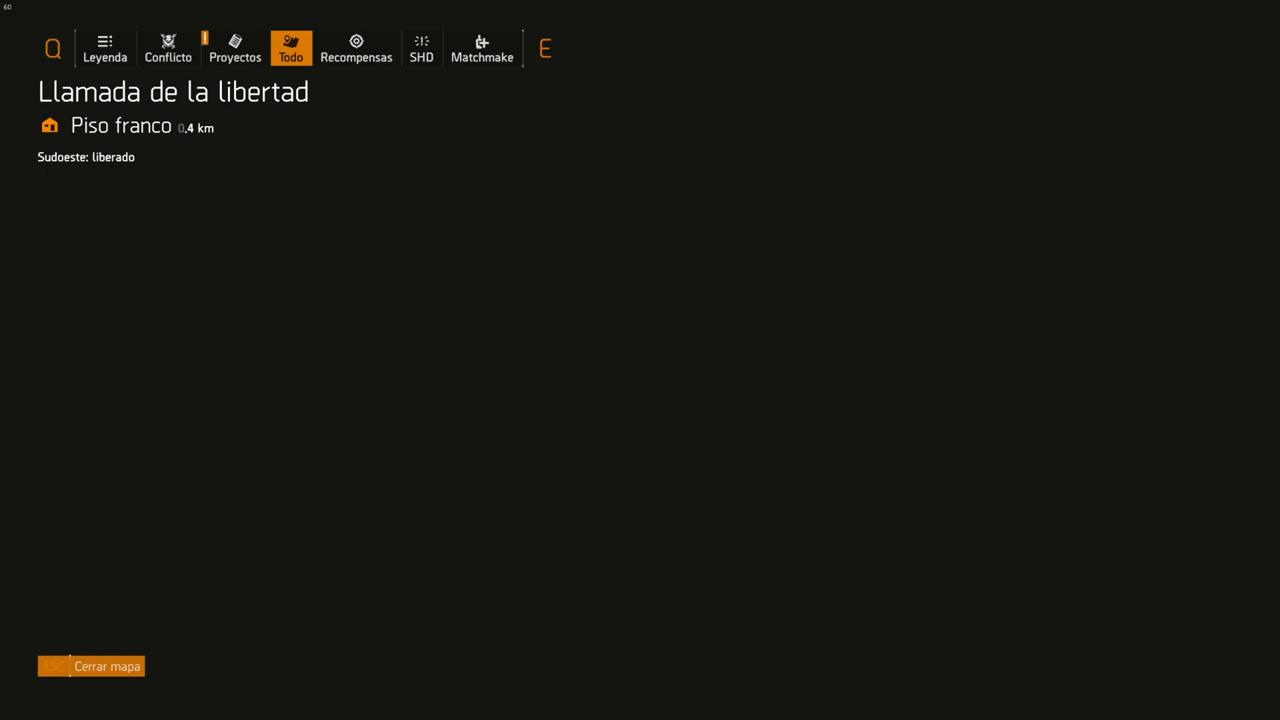 60
Q Leyenda Conflicto ! Proyectos Todo Recompensas SHD Matchmake E
Llamada de la libertad
Piso franco 0.4 km
Sudoeste: liberado
ESC Cerrar mapa